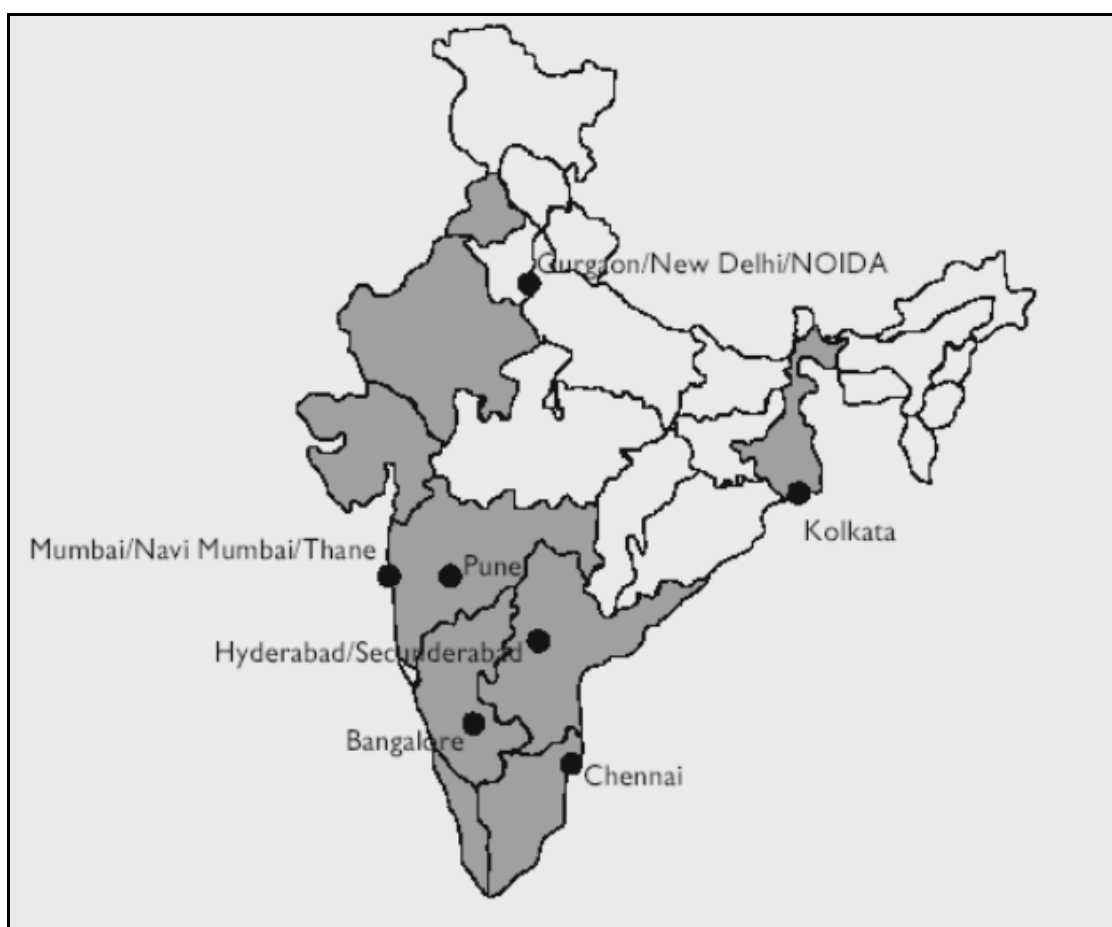 Gurgaon/New Delhi/NOIDA
Kolkata
Mumbai/Navi Mumbai/Thane
Pune
Hyderabad/Secunderabad
Bangalore
Chennai